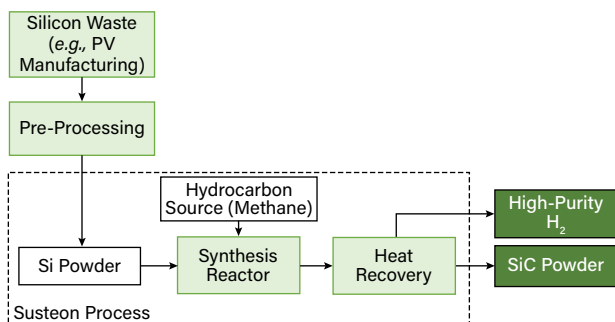 Silicon Waste
(e.g., PV
Manufacturing)
Pre-Processing
Hydrocarbon
Source (Methane)
High-Purity
H2
Si Powder
Synthesis
Reactor
Heat
Recovery
SiC Powder
Susteon Process